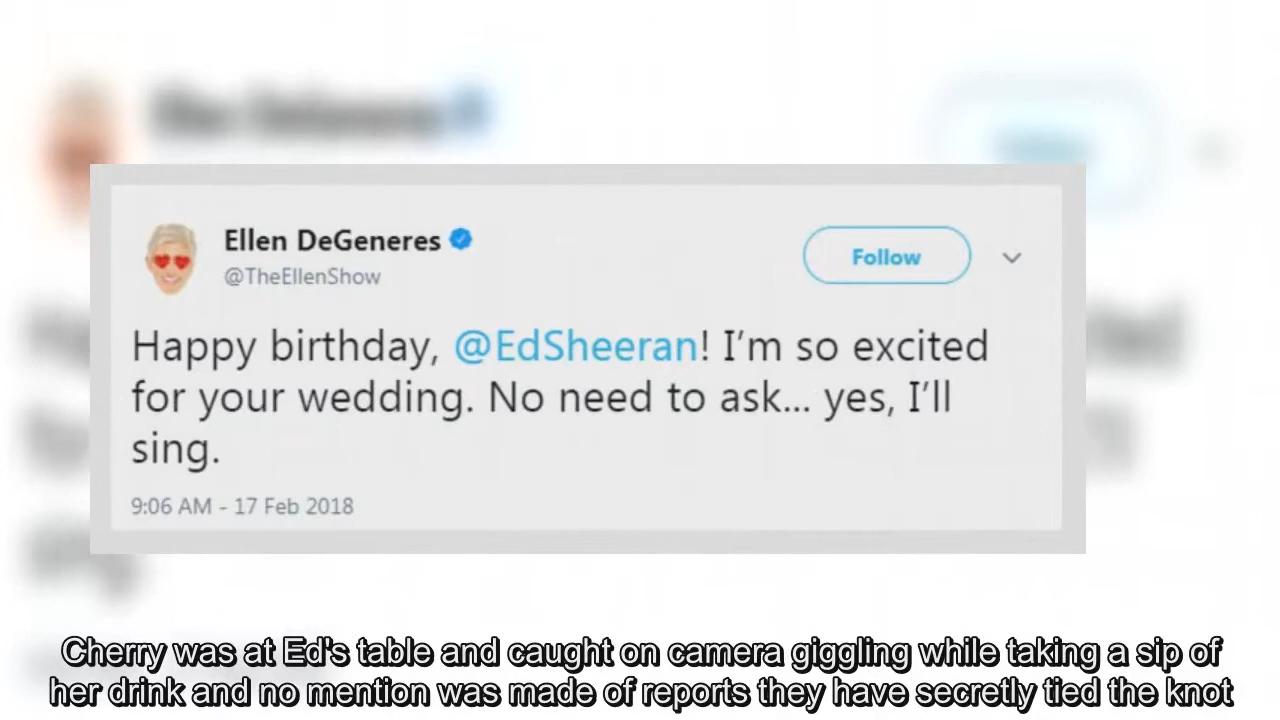 Ellen DeGeneres
@TheEllenShow
Follow
Happy birthday, @EdSheeran! I’m so excited
for your wedding. No need to ask... yes, I’ll
sing.
9:06 AM - 17 Feb 2018
Cherry was at Ed's table and caught on camera giggling while taking a sip of
her drink and no mention was made of reports they have secretly tied the knot